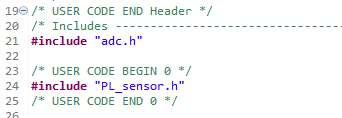 19 /* USER CODE END Header */
20 /* Includes ----------------------------------
21 #include "adc.h"
22
23 /* USER CODE BEGIN 0 */
24 #include "PL_sensor.h"
25 /* USER CODE END 0 */
26